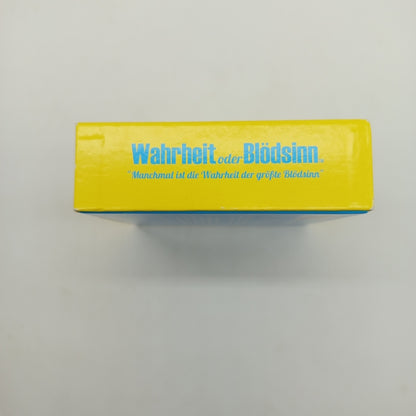 Wahrheit oder Blödsinn
"Manchmal ist die Wahrheit der größte Blödsinn"